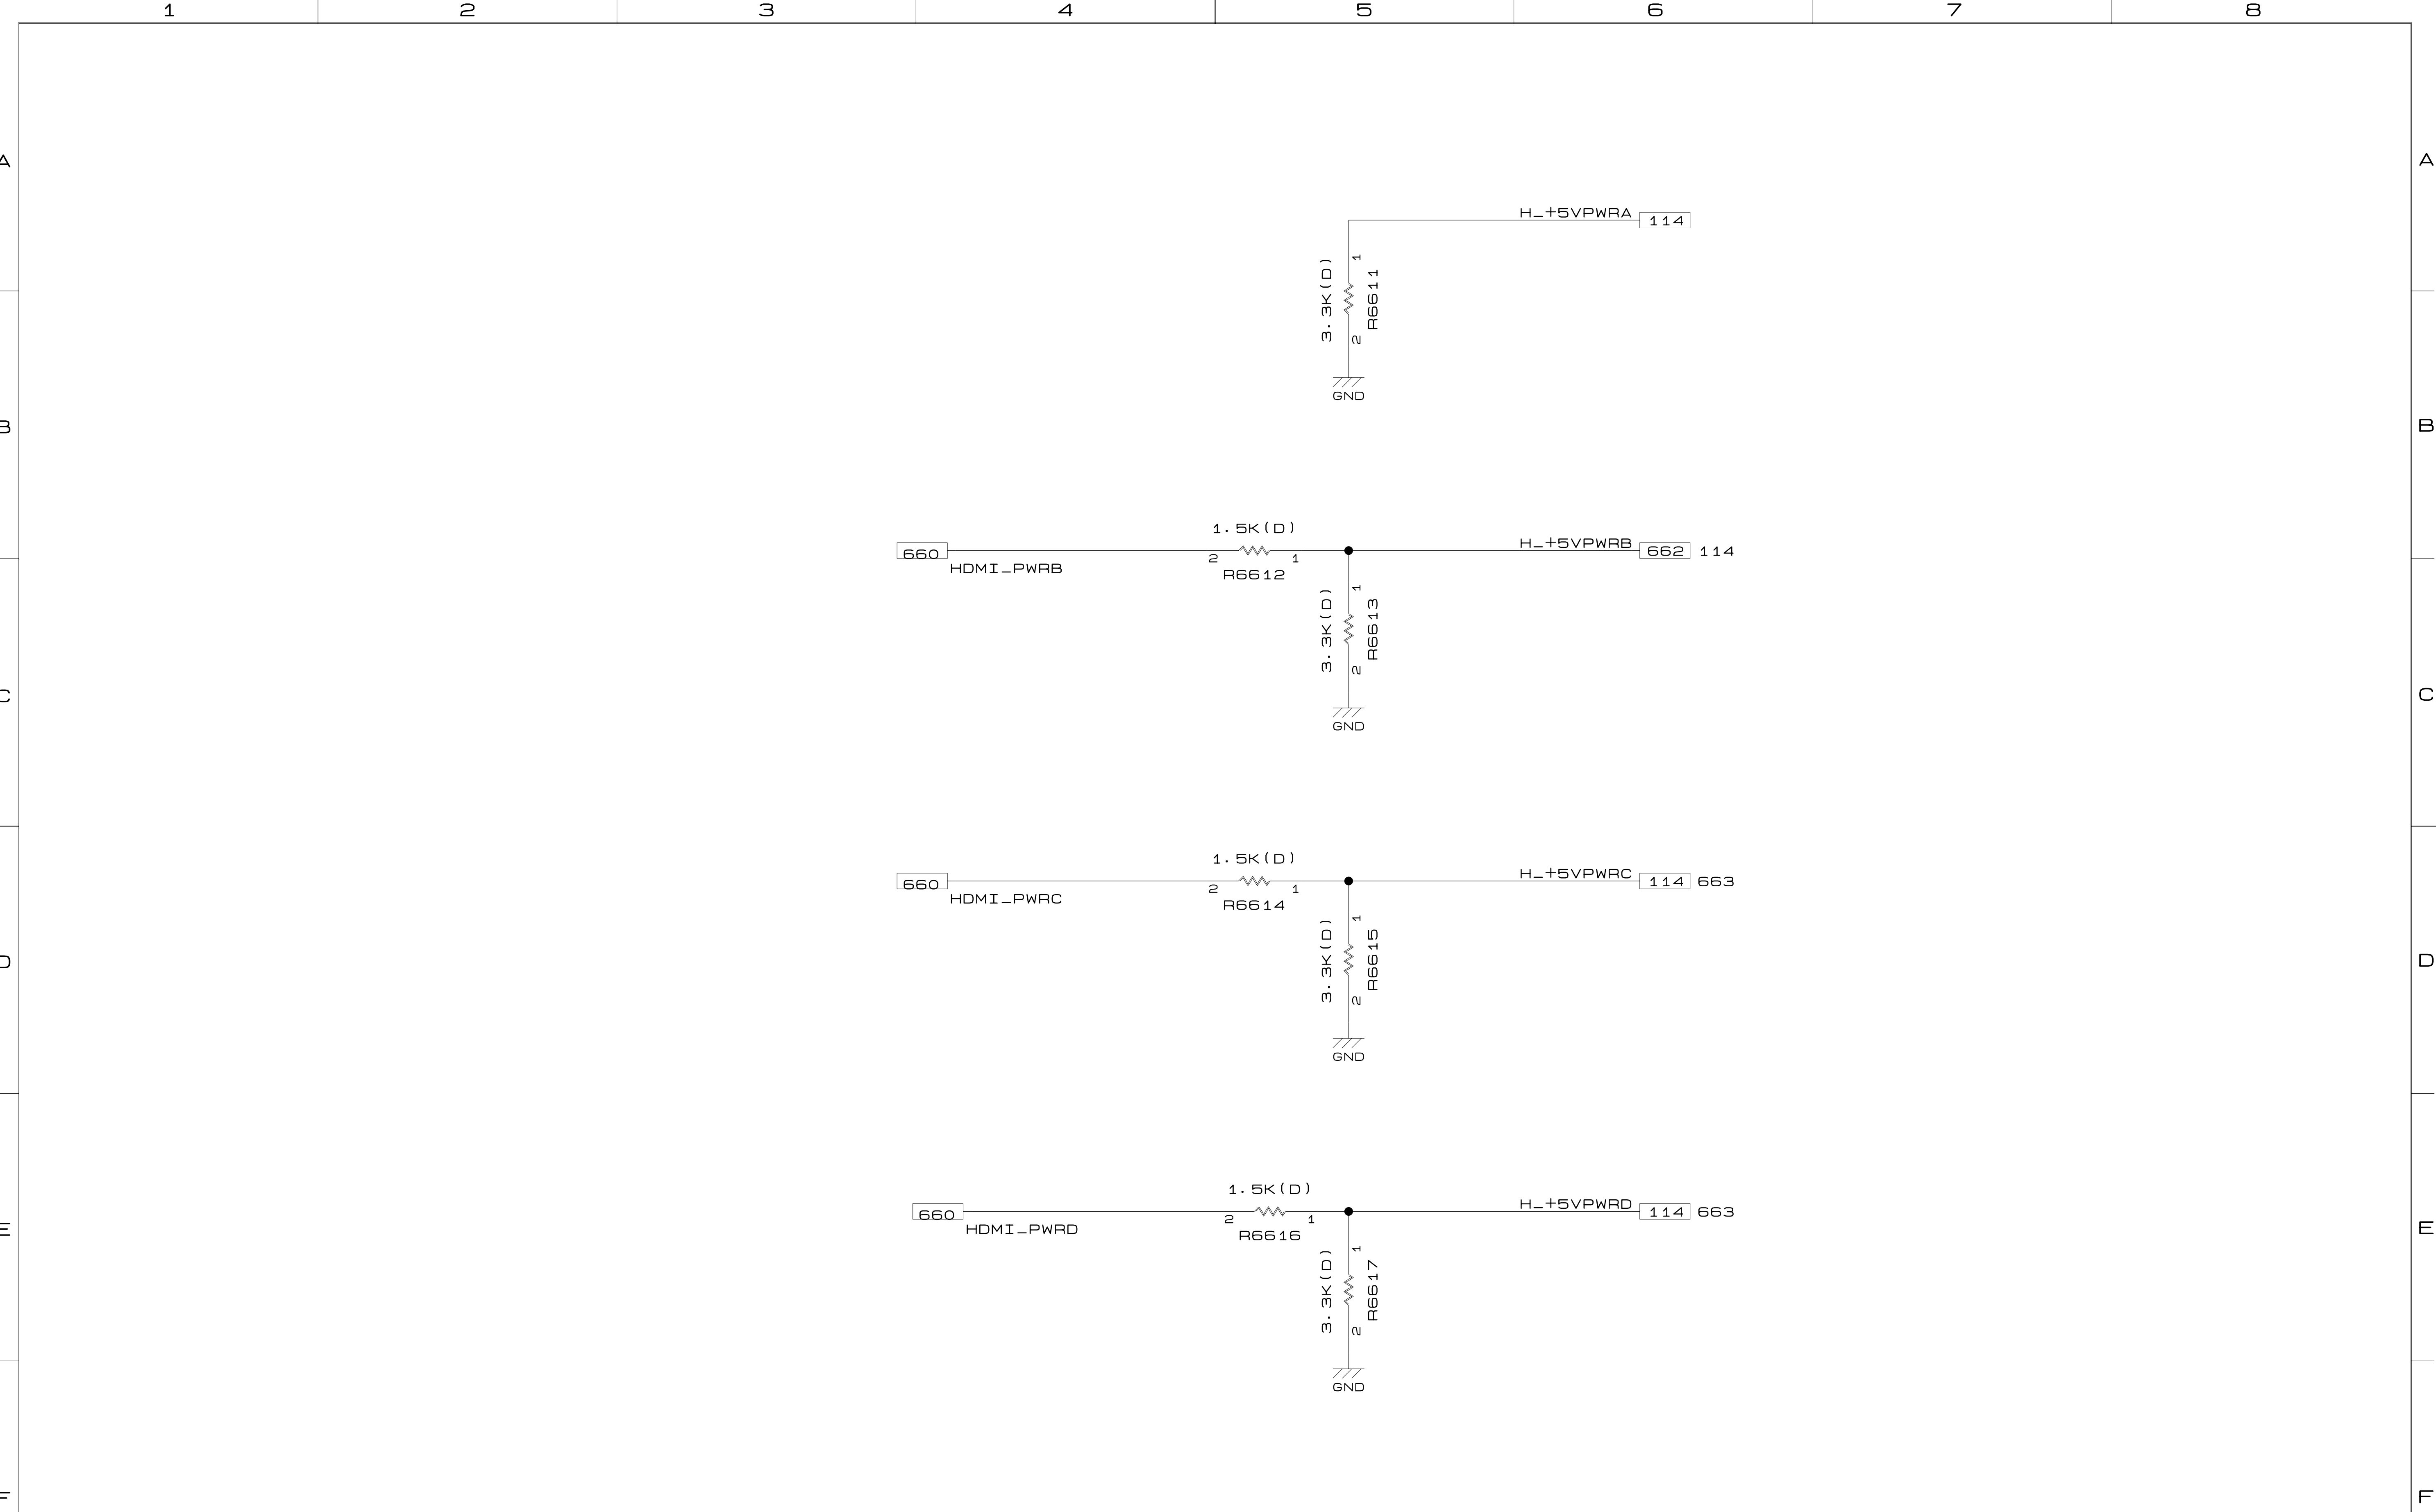 1 2 3 4 5 6 7 8
A A
H_+5VPWRA 114
3.3K(D) 1 2 R6611
GND
B B
1.5K(D)
660 HDMI_PWRB 2 1 H_+5VPWRB 662 114
R6612
3.3K(D) 1 2 R6613
GND
C C
1.5K(D)
660 HDMI_PWRC 2 1 H_+5VPWRC 114 663
R6614
3.3K(D) 1 2 R6615
D D
GND
1.5K(D)
660 HDMI_PWRD 2 1 H_+5VPWRD 114 663
E E
R6616
3.3K(D) 1 2 R6617
GND
F F